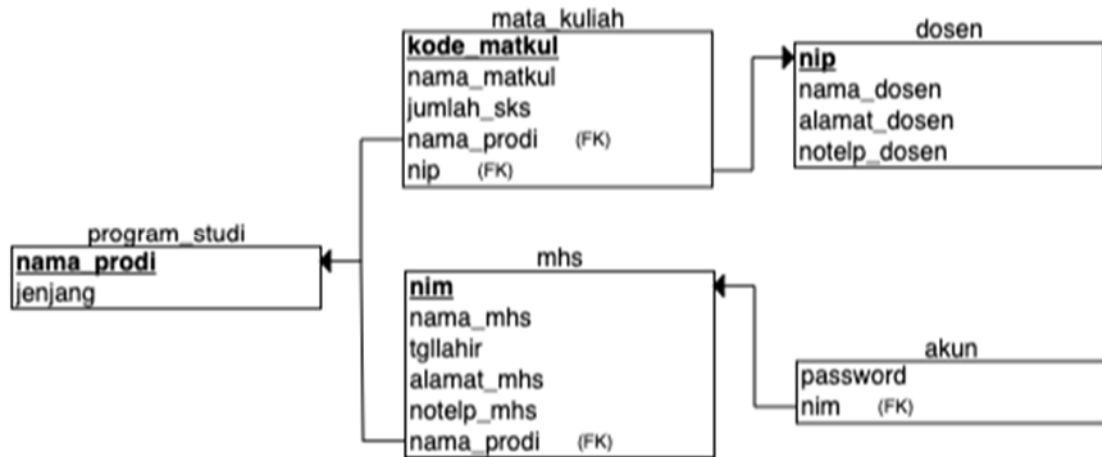 mata_kuliah
kode_matkul
nama_matkul
jumlah_sks
nama_prodi (FK)
nip (FK)
dosen
nip
nama_dosen
alamat_dosen
notelp_dosen
program_studi
nama_prodi
jenjang
mhs
nim
nama_mhs
tgllahir
alamat_mhs
notelp_mhs
nama_prodi (FK)
akun
password
nim (FK)